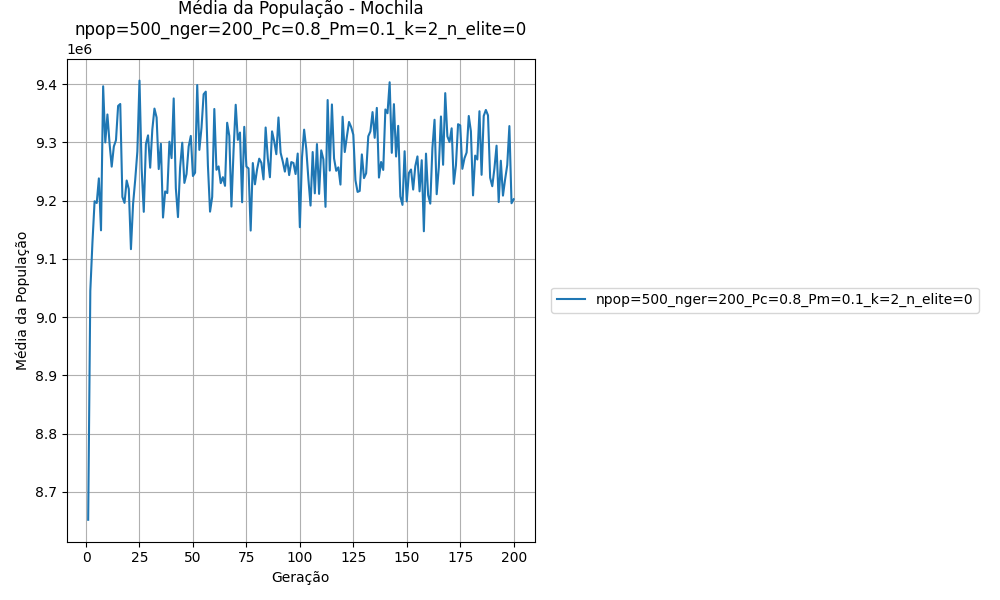 Média da População - Mochila
npop=500_nger=200_Pc=0.8_Pm=0.1_k=2_n_elite=0
1e6
9.4
9.3
9.2
9.1
9.0
8.9
8.8
8.7
Média da População
0 25 50 75 100 125 150 175 200
Geração
npop=500_nger=200_Pc=0.8_Pm=0.1_k=2_n_elite=0